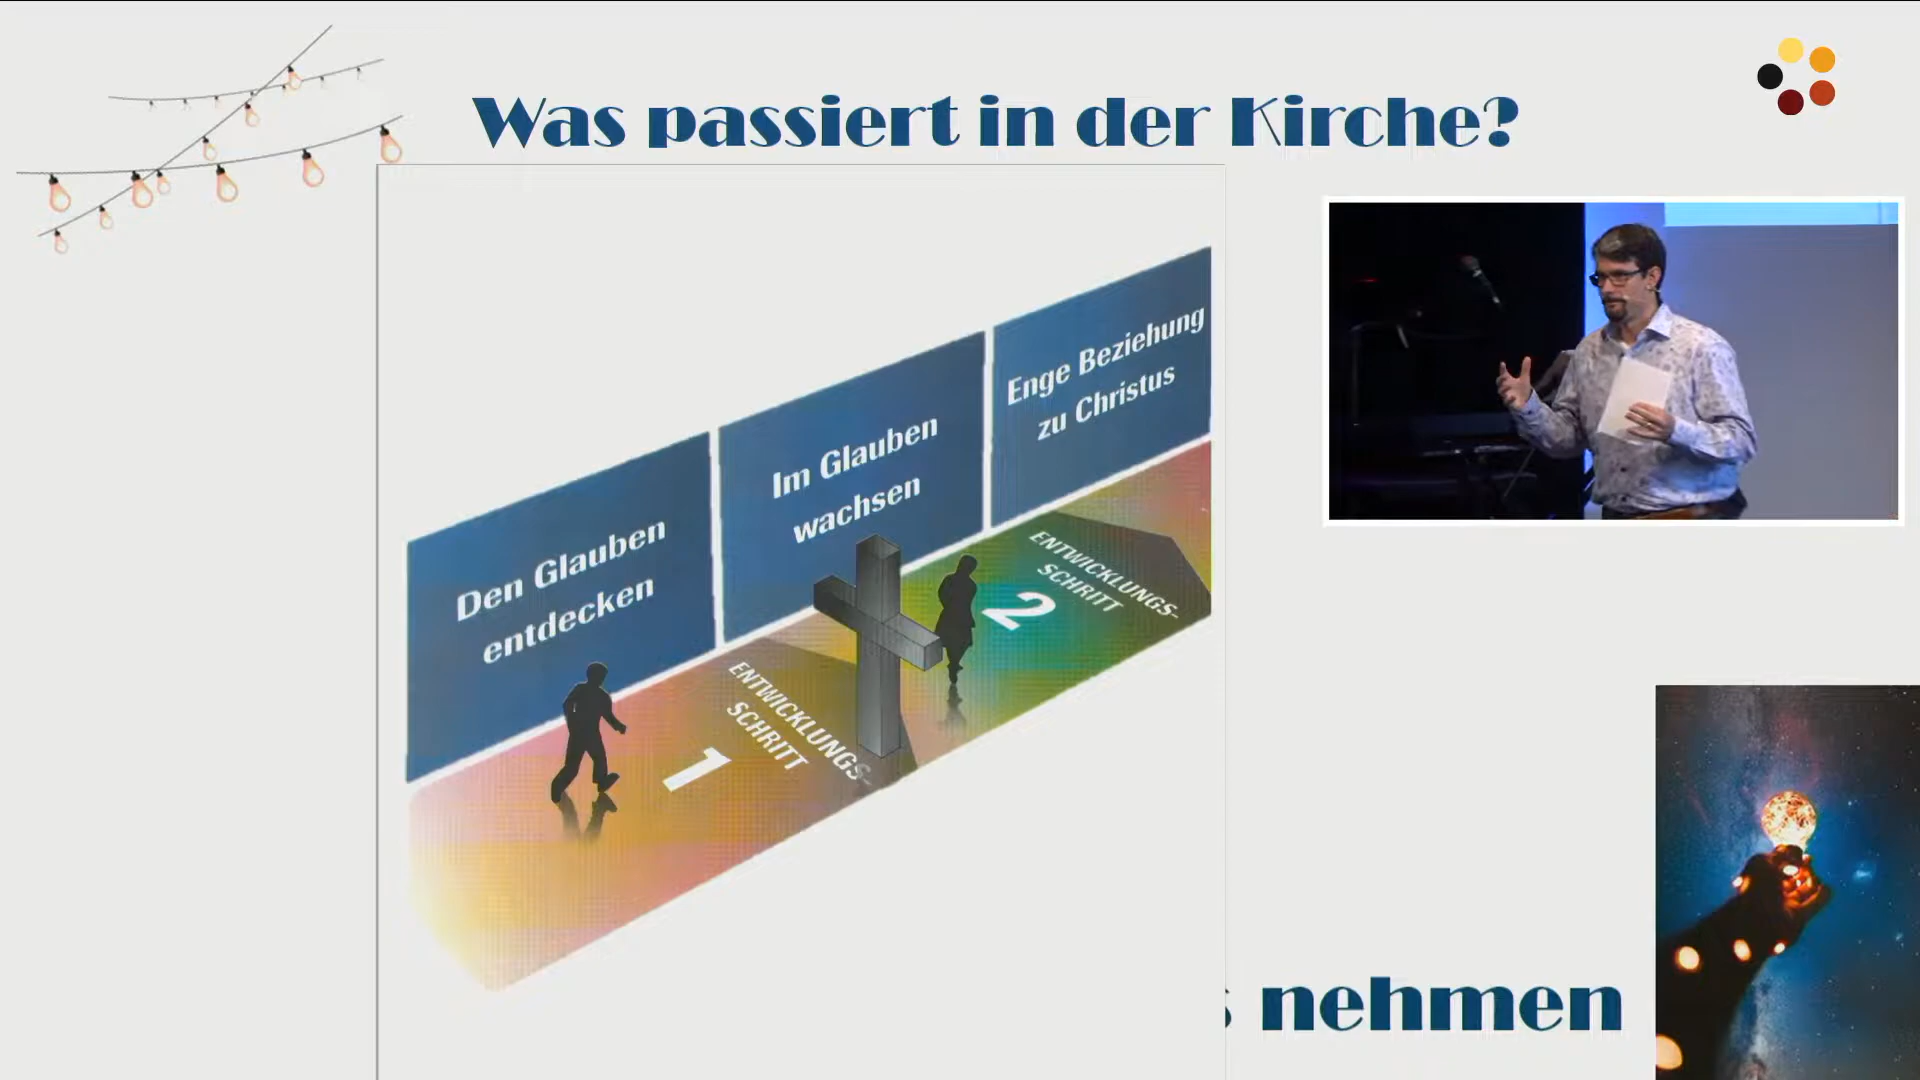 Was passiert in der Kirche?
Den Glauben
entdecken
Im Glauben
wachsen
Enge Beziehung
zu Christus
ENTWICKLUNGS-
SCHRITT
1
ENTWICKLUNGS-
SCHRITT
2
nehmen